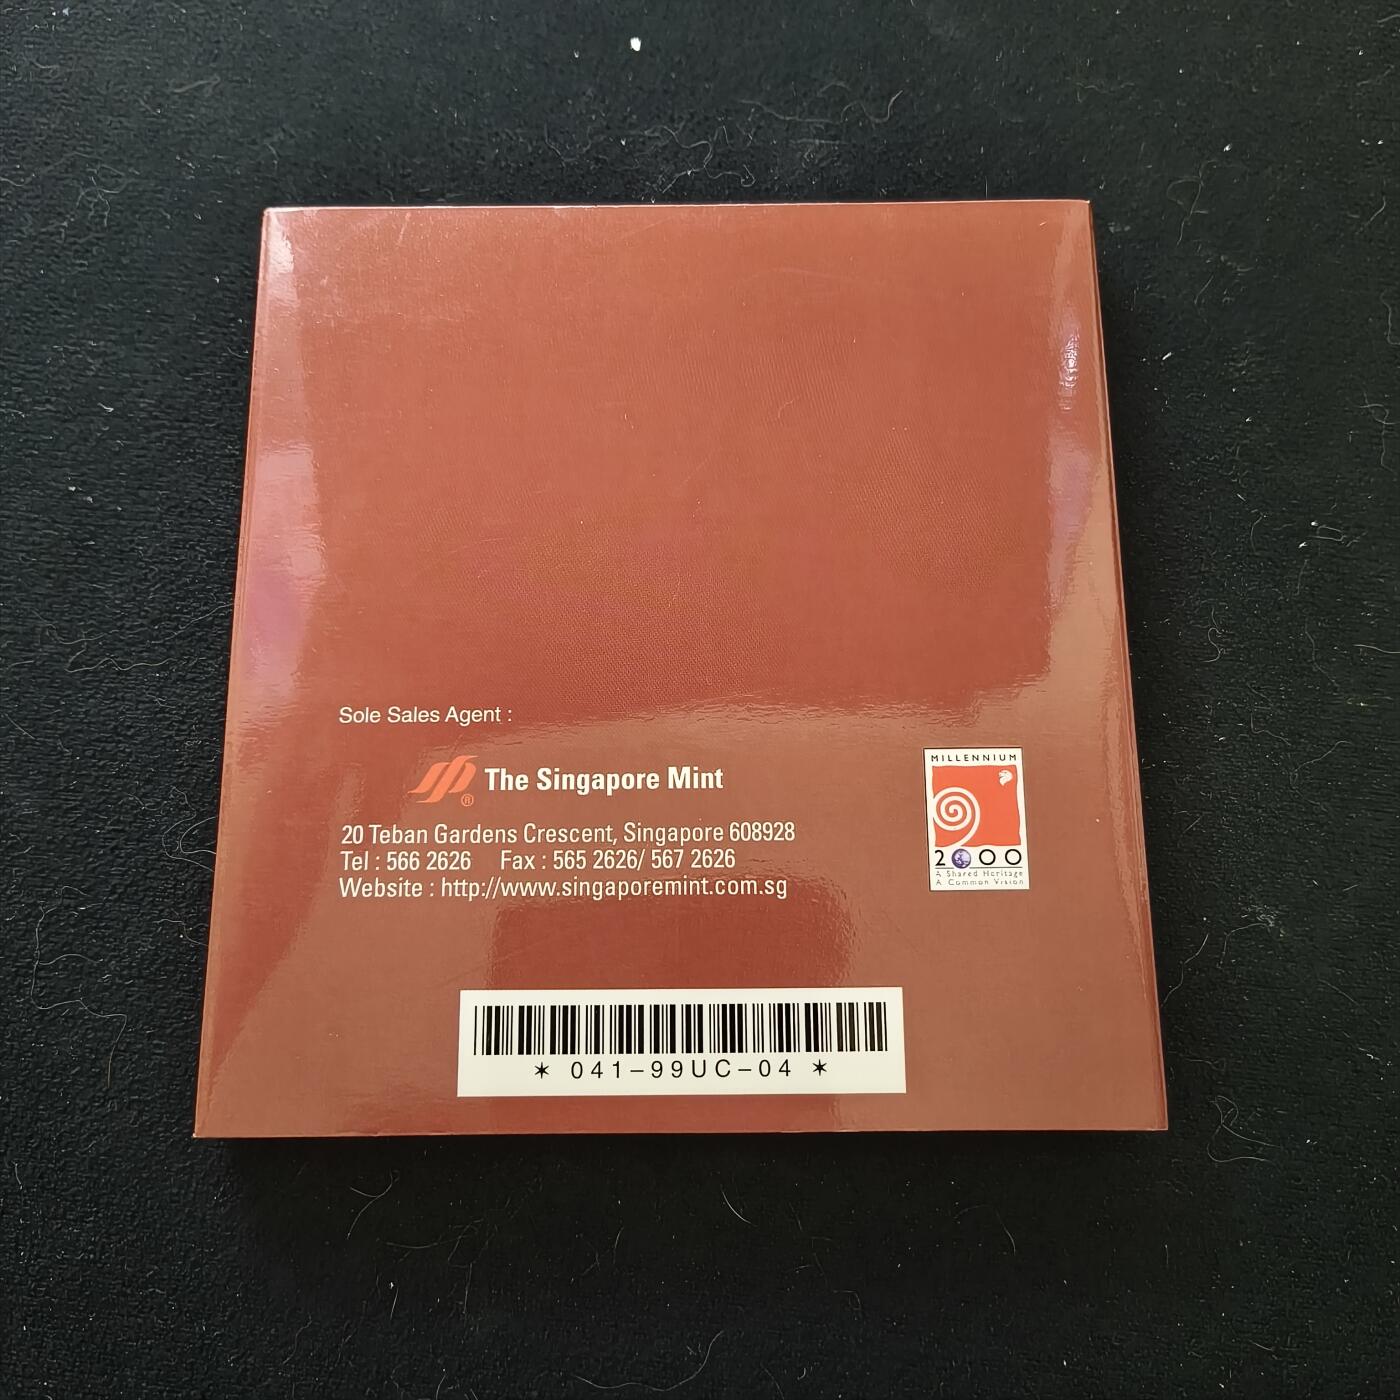 Sole Sales Agent :
The Singapore Mint
®
20 Teban Gardens Crescent, Singapore 608928
Tel : 566 2626 Fax : 565 2626/ 567 2626
Website : http://www.singaporemint.com.sg
MILLENNIUM
2000
A Shared Heritage
A Common Vision
* 041-99UC-04 *